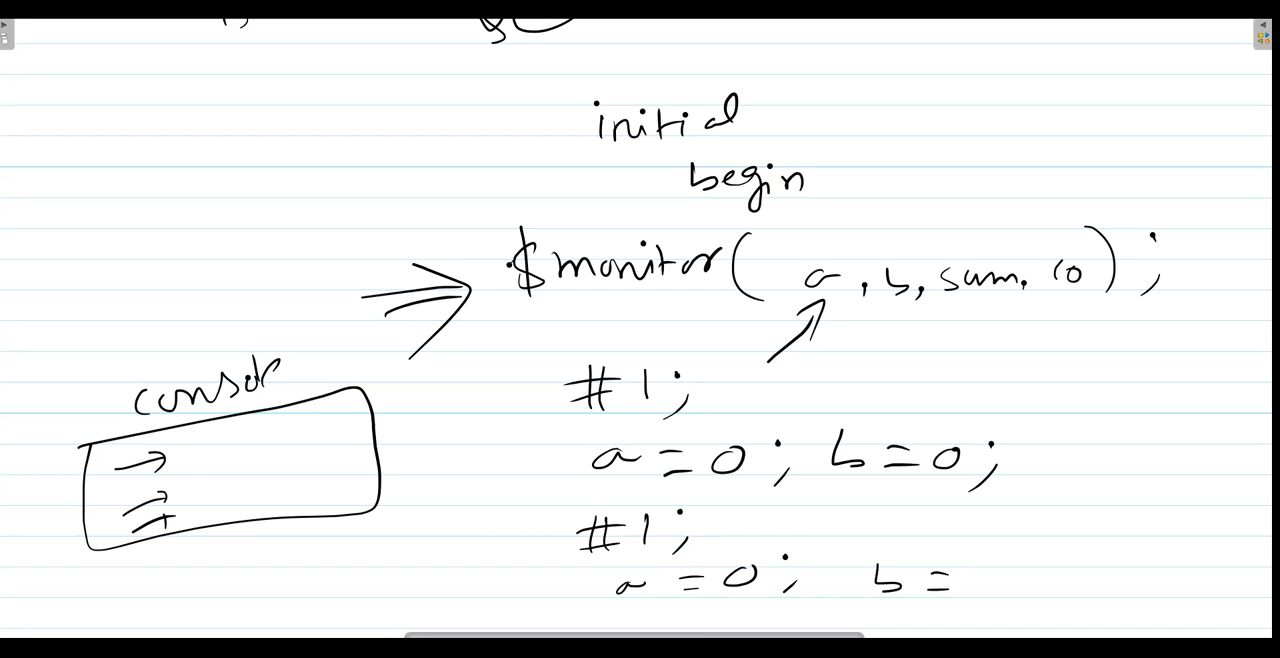 initial
begin
$monitor( a, b, sum, co ) ;
#1;
console
a = 0 ; b = 0 ;
#1;
a = 0 ; b =